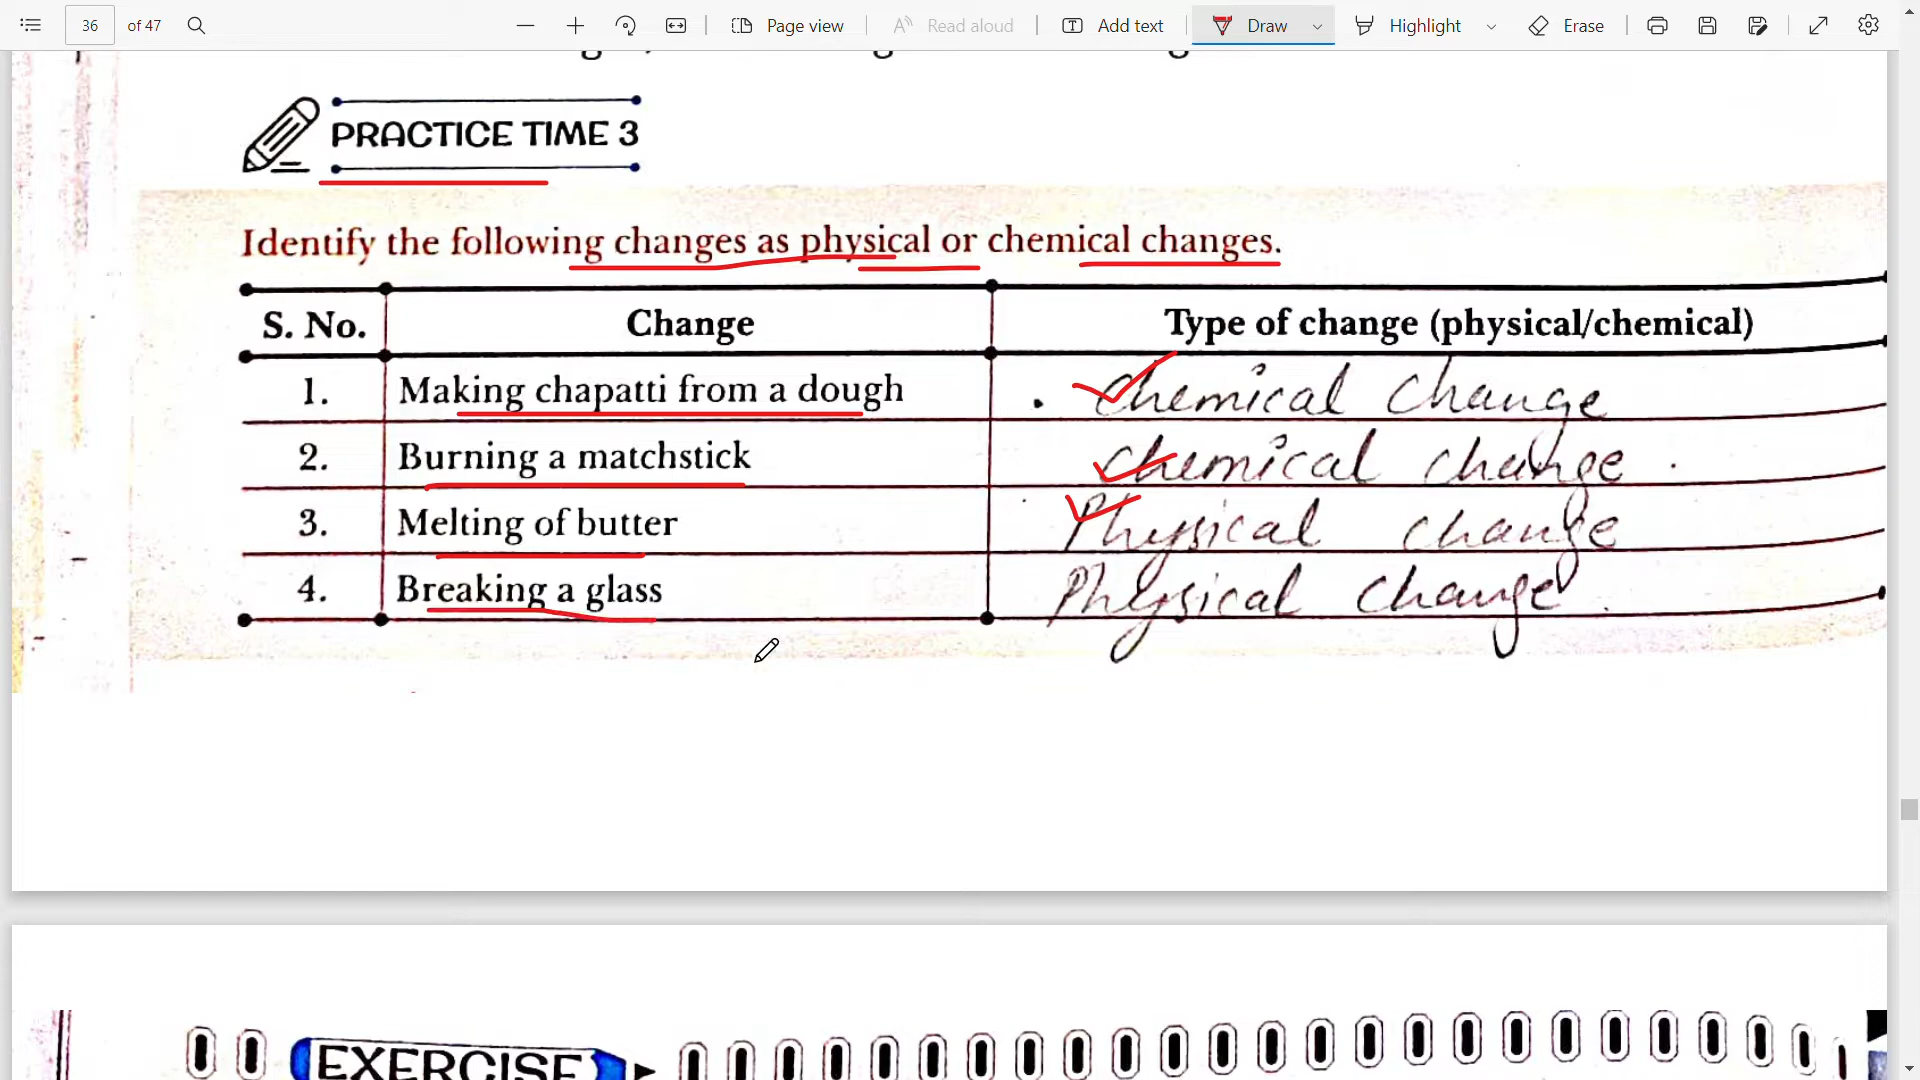 36 of 47 Page view Read aloud Add text Draw Highlight Erase
PRACTICE TIME 3
Identify the following changes as physical or chemical changes.
S. No. Change Type of change (physical/chemical)
1. Making chapatti from a dough Chemical Change
2. Burning a matchstick Chemical change.
3. Melting of butter Physical change
4. Breaking a glass Physical change.
EXERCISE